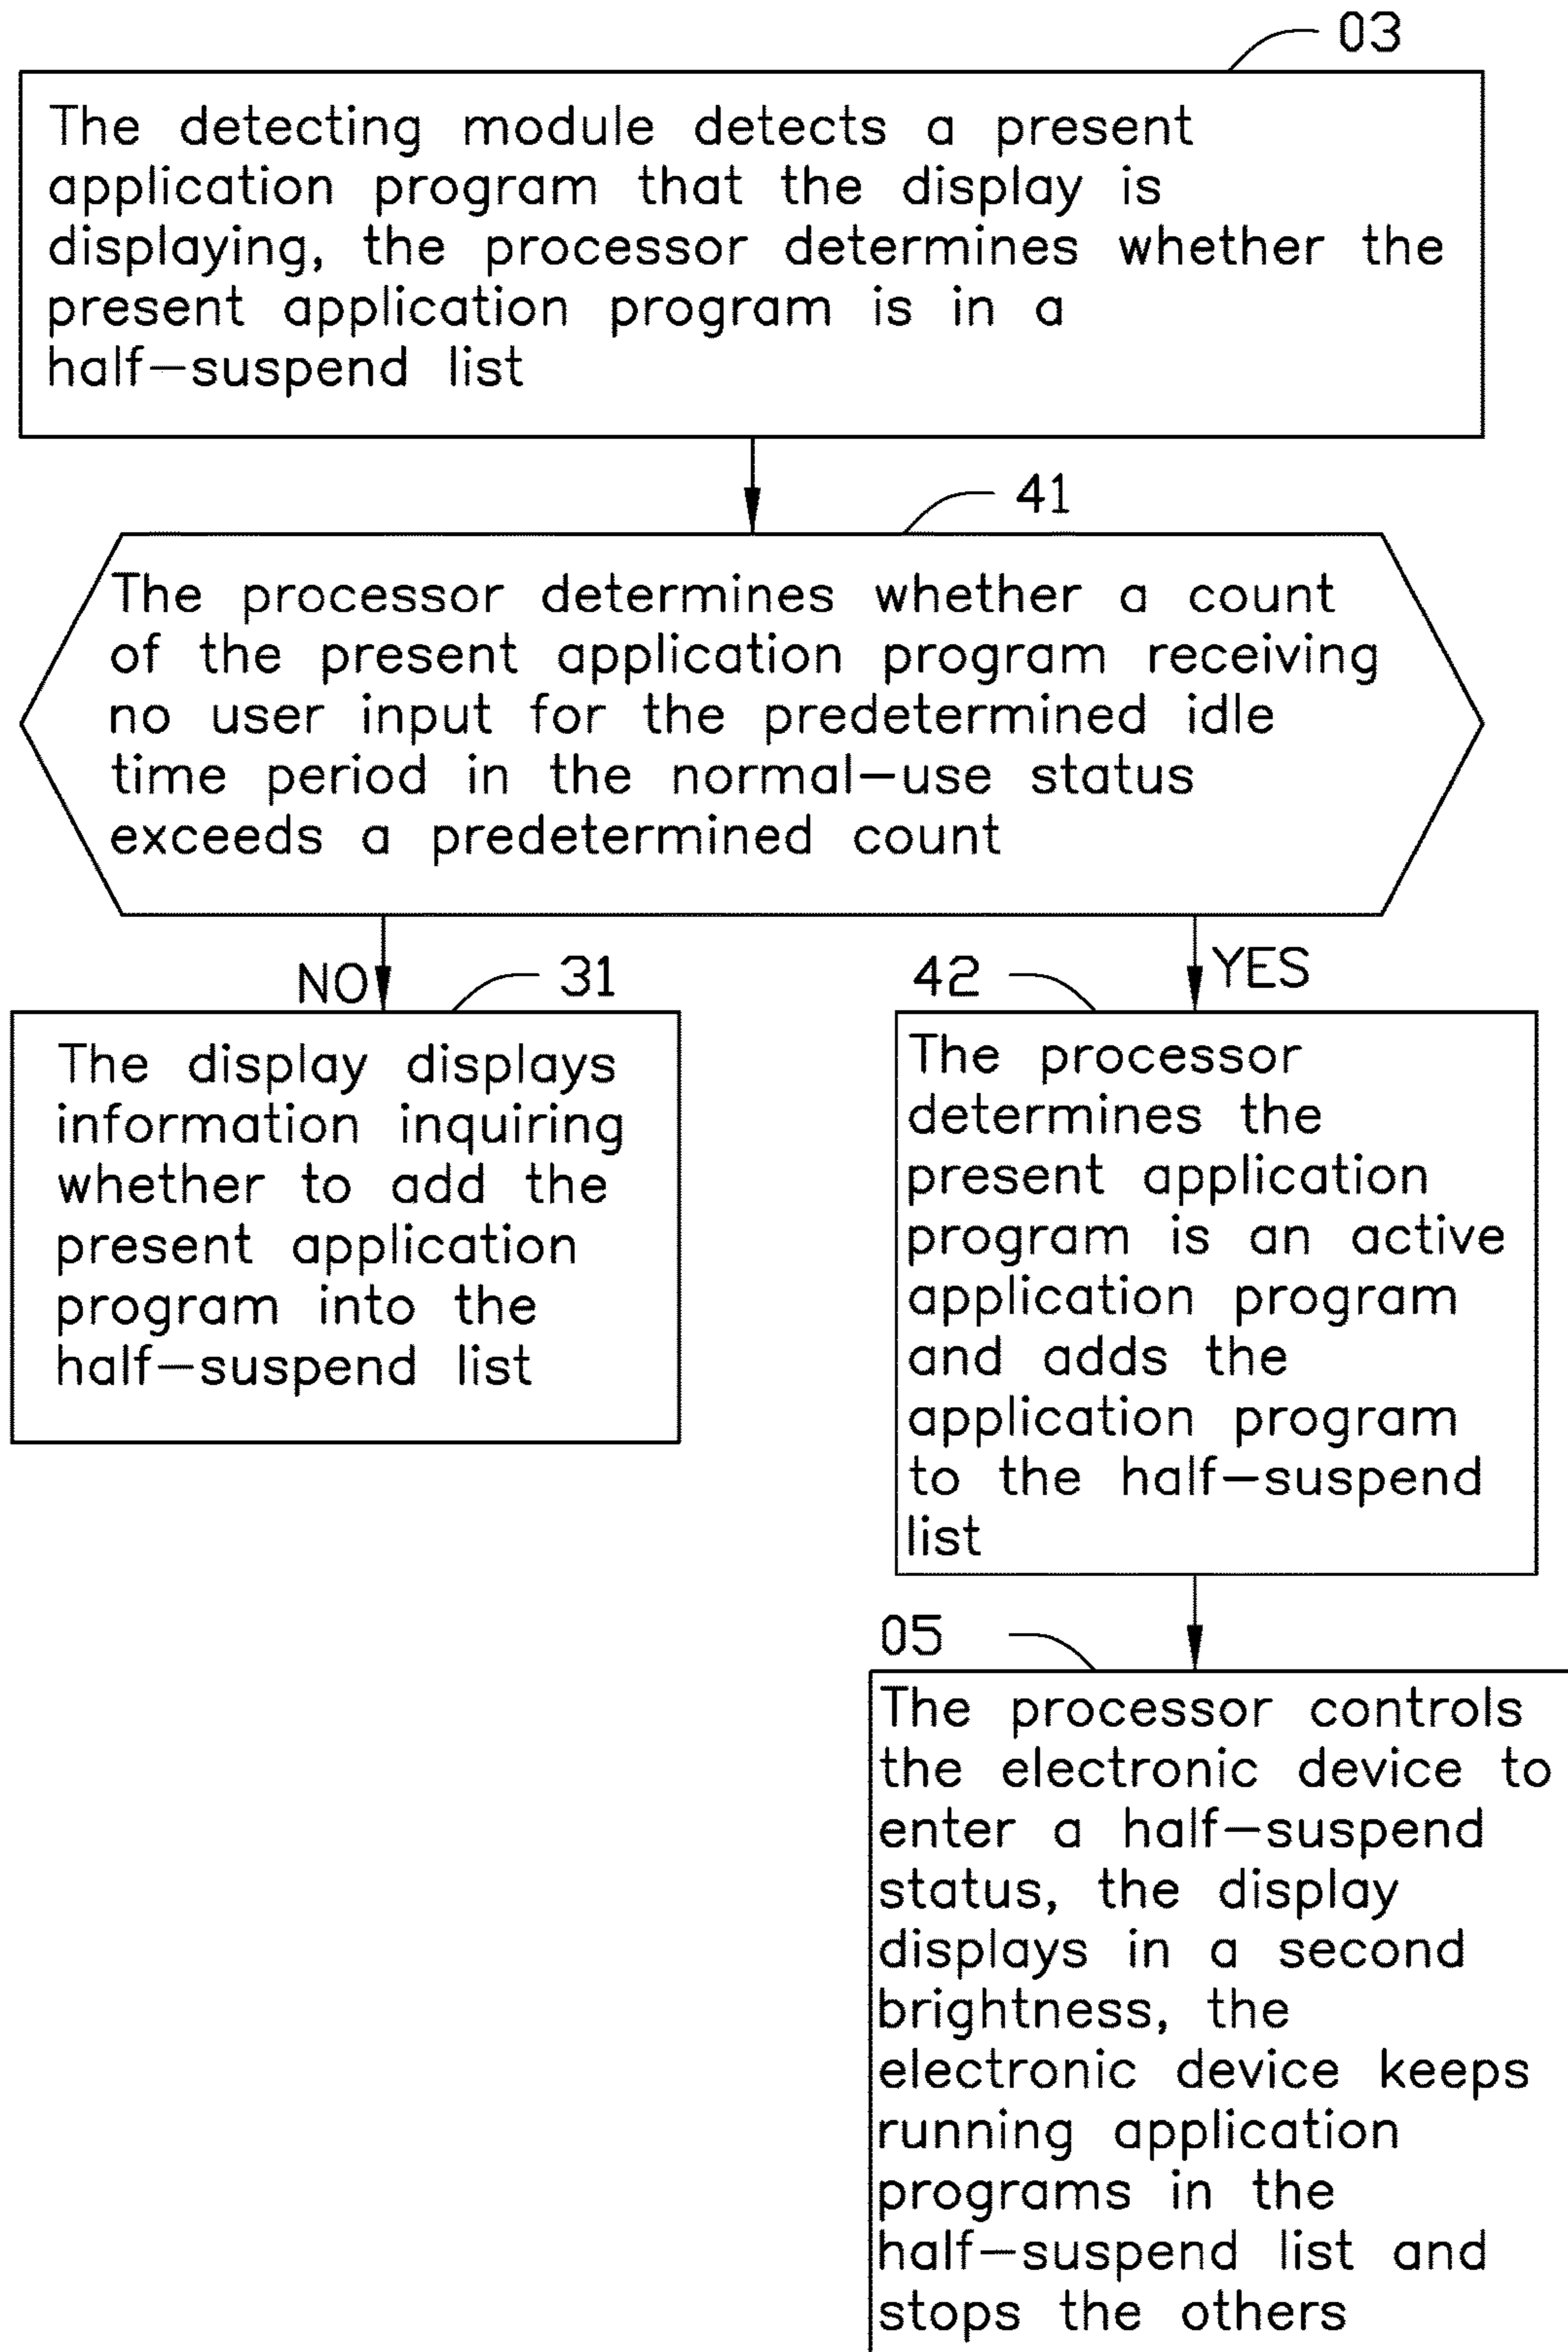 03
The detecting module detects a present
application program that the display is
displaying, the processor determines whether the
present application program is in a
half-suspend list
41
The processor determines whether a count
of the present application program receiving
no user input for the predetermined idle
time period in the normal-use status
exceeds a predetermined count
NO
31
The display displays
information inquiring
whether to add the
present application
program into the
half-suspend list
YES
42
The processor
determines the
present application
program is an active
application program
and adds the
application program
to the half-suspend
list
05
The processor controls
the electronic device to
enter a half-suspend
status, the display
displays in a second
brightness, the
electronic device keeps
running application
programs in the
half-suspend list and
stops the others